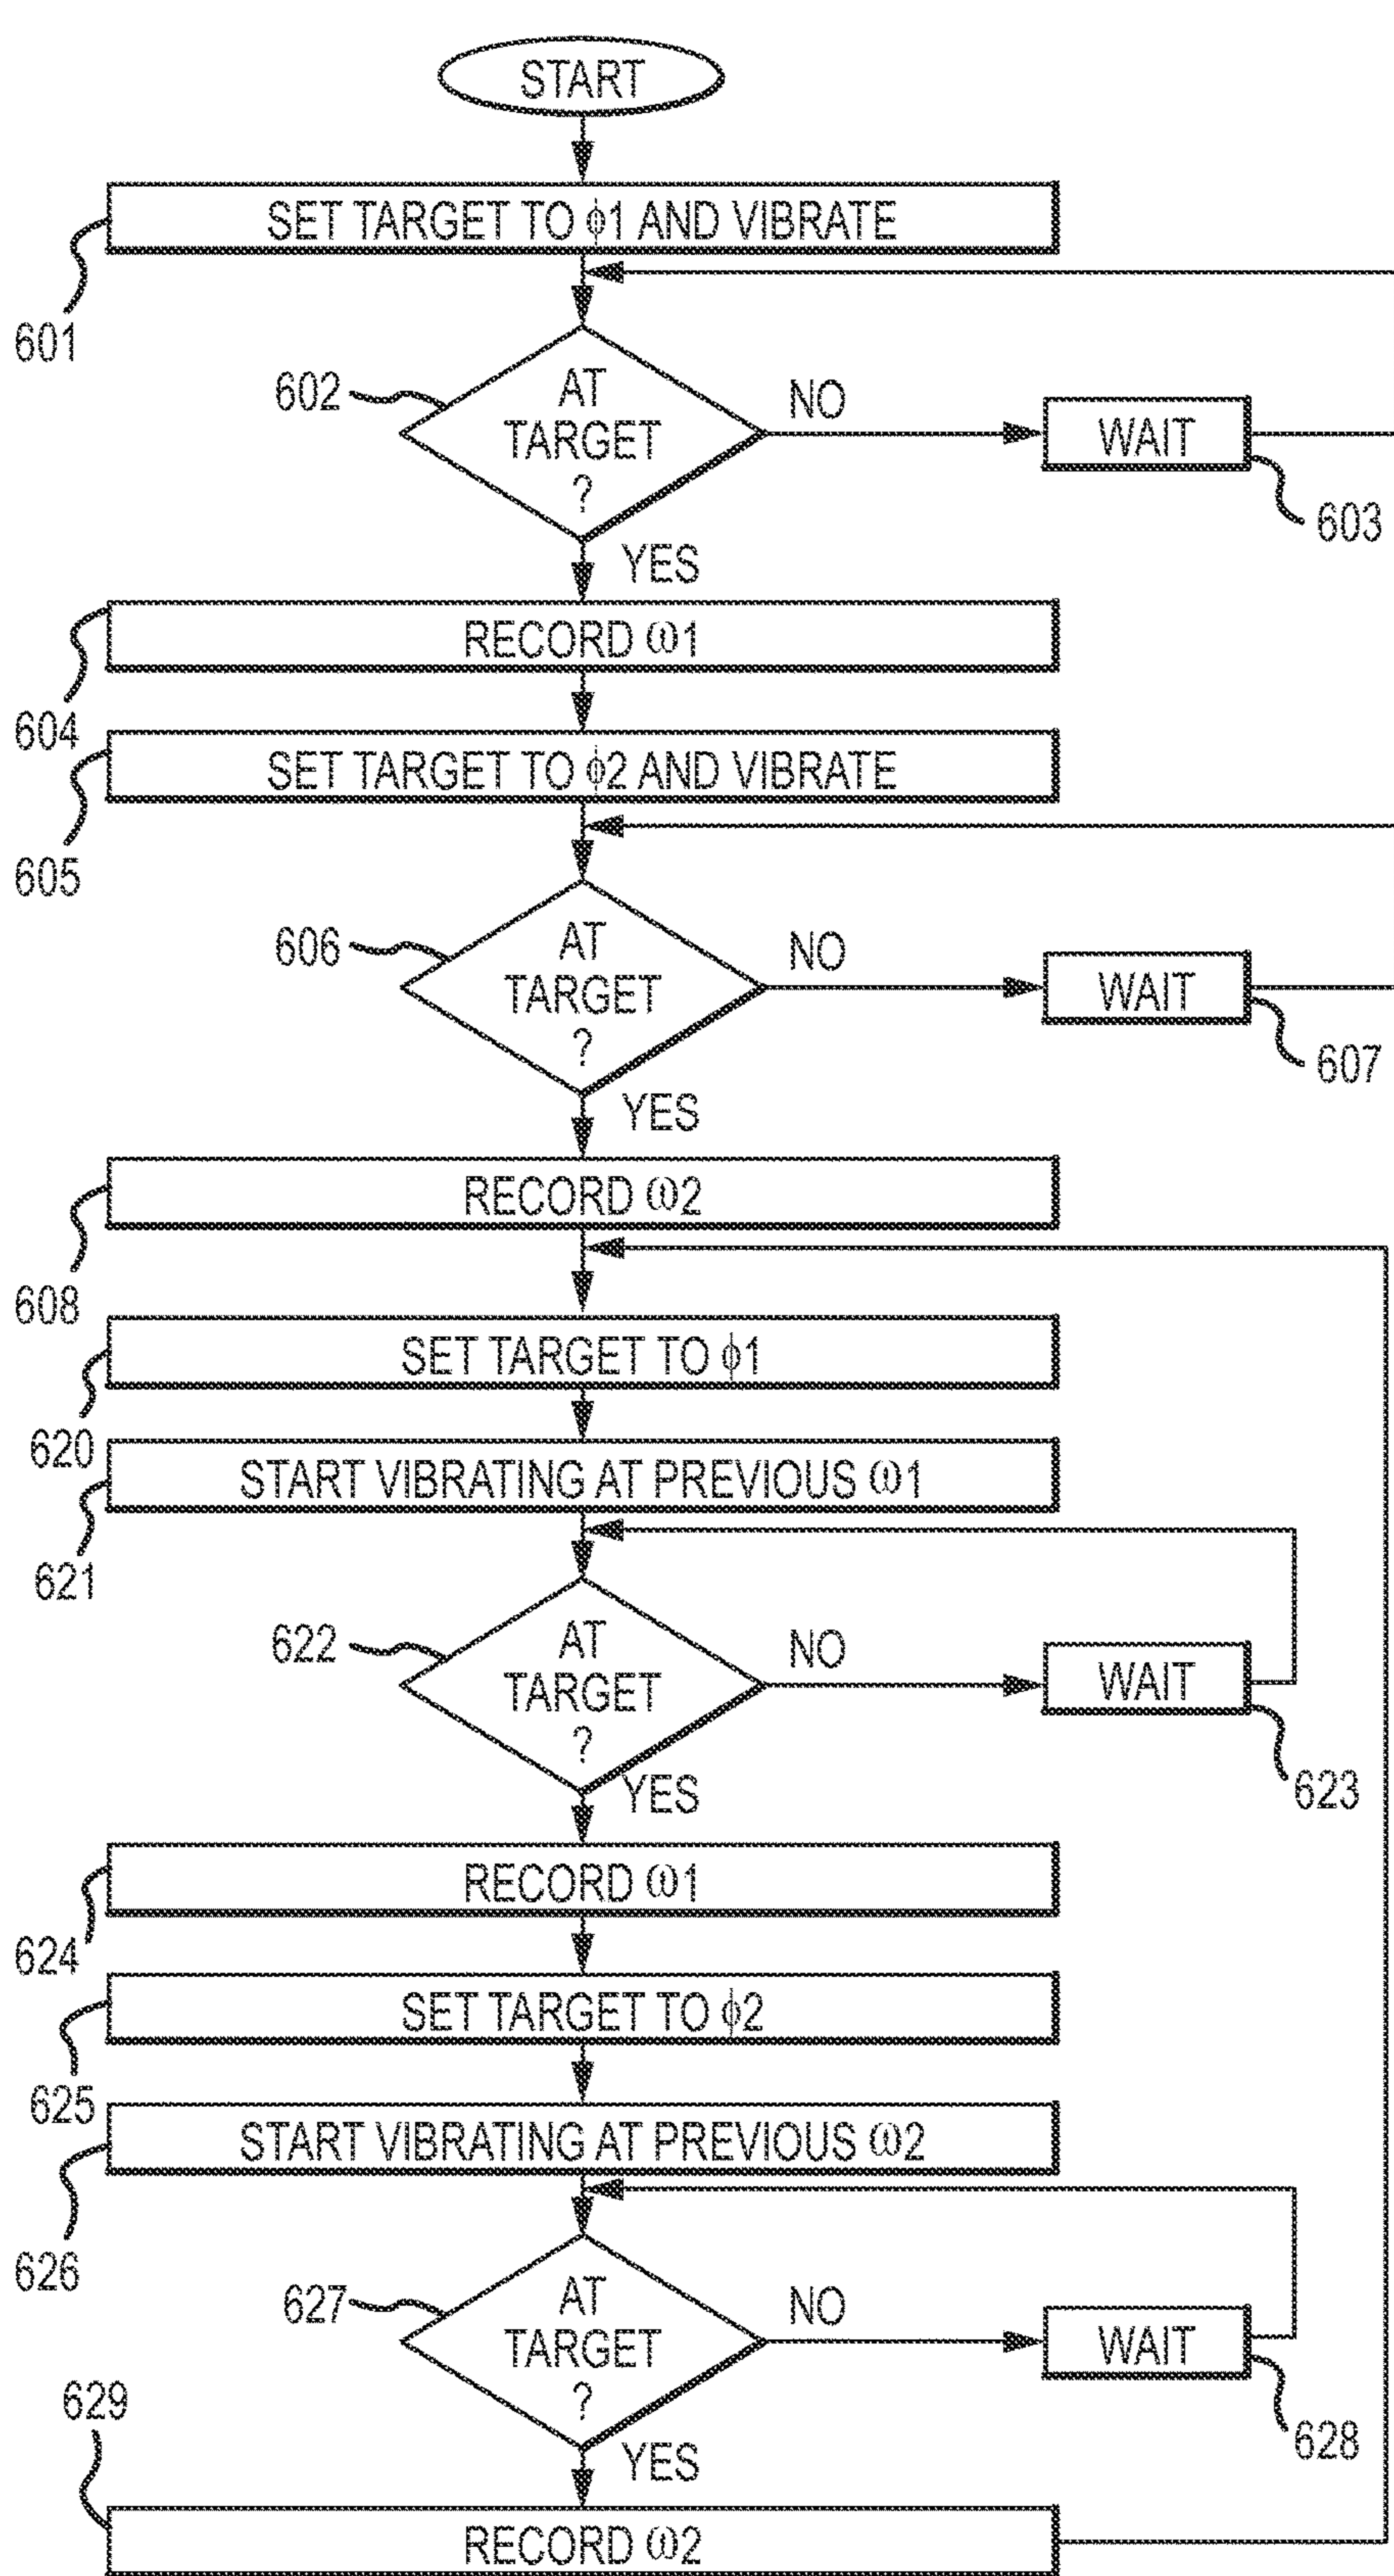 START
SET TARGET TO ϕ1 AND VIBRATE
601
602
AT
TARGET
?
NO
WAIT
603
YES
RECORD ω1
604
SET TARGET TO ϕ2 AND VIBRATE
605
606
AT
TARGET
?
NO
WAIT
607
YES
RECORD ω2
608
SET TARGET TO ϕ1
620
START VIBRATING AT PREVIOUS ω1
621
622
AT
TARGET
?
NO
WAIT
623
YES
RECORD ω1
624
SET TARGET TO ϕ2
625
START VIBRATING AT PREVIOUS ω2
626
627
AT
TARGET
?
NO
WAIT
628
YES
629
RECORD ω2